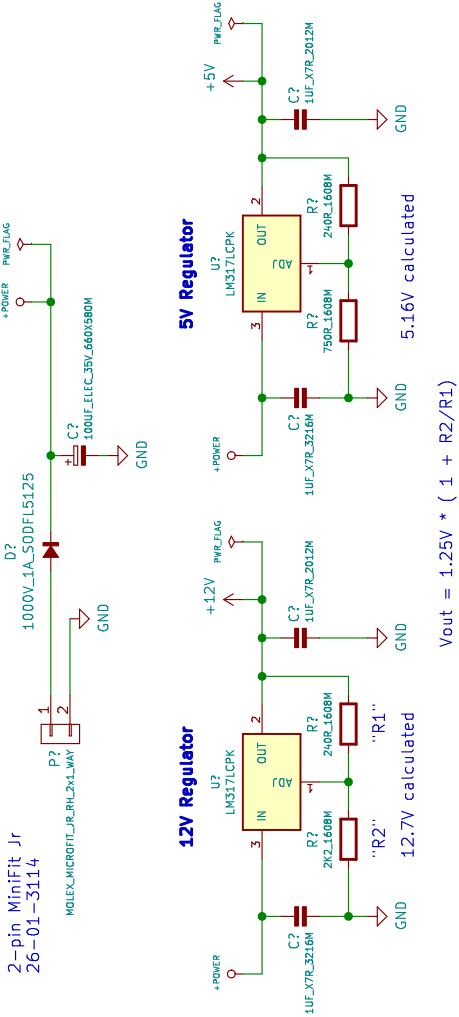 2-pin MiniFit Jr
26-01-3114
P?
MOLEX_MICROFIT_JR_RH_2x1_WAY
1
2
GND
D?
1000V_1A_SODFL5125
C?
100UF_ELEC_35V_660X580M
+
GND
+POWER
PWR_FLAG
12V Regulator
+POWER
C?
1UF_X7R_3216M
GND
U?
LM317LCPK
IN
OUT
ADJ
3
2
1
R?
2K2_1608M
"R2"
R?
240R_1608M
"R1"
12.7V calculated
C?
1UF_X7R_2012M
GND
+12V
PWR_FLAG
5V Regulator
+POWER
C?
1UF_X7R_3216M
GND
U?
LM317LCPK
IN
OUT
ADJ
3
2
1
R?
750R_1608M
R?
240R_1608M
5.16V calculated
C?
1UF_X7R_2012M
GND
+5V
PWR_FLAG
Vout = 1.25V * ( 1 + R2/R1)